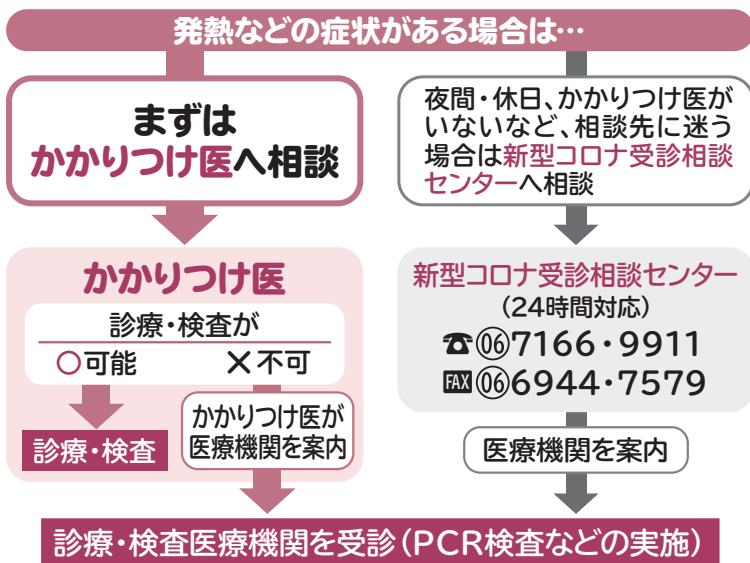 発熱などの症状がある場合は…
まずは
かかりつけ医へ相談
かかりつけ医
診療・検査が
○可能
×不可
診療・検査
かかりつけ医が
医療機関を案内
夜間・休日、かかりつけ医が
いないなど、相談先に迷う
場合は新型コロナ受診相談
センターへ相談
新型コロナ受診相談センター
(24時間対応)
☎㊅7166・9911
FAX 06 6944・7579
医療機関を案内
診療・検査医療機関を受診(PCR検査などの実施)